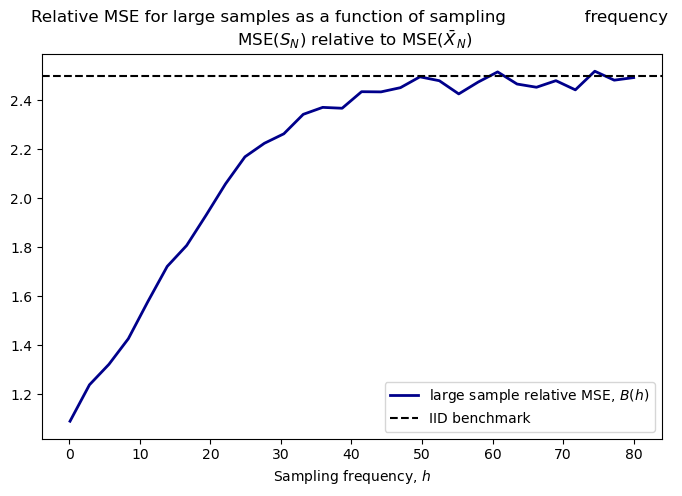 Relative MSE for large samples as a function of sampling frequency
MSE(S_N) relative to MSE(X̄_N)
2.4
2.2
2.0
1.8
1.6
1.4
1.2
large sample relative MSE, B(h)
IID benchmark
0 10 20 30 40 50 60 70 80
Sampling frequency, h